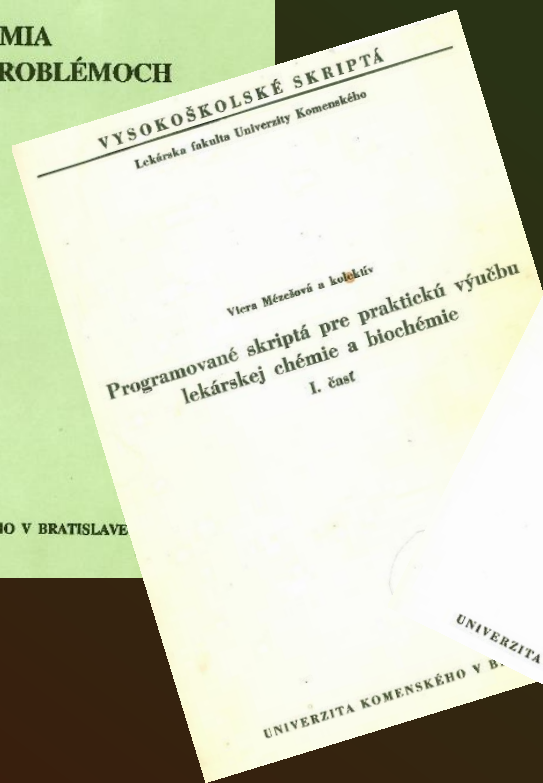 MIA
ROBLÉMOCH
O V BRATISLAVE
VYSOKOŠKOLSKÉ SKRIPTÁ
Lekárska fakulta Univerzity Komenského
Viera Mézešová a kolektív
Programované skriptá pre praktickú výučbu
lekárskej chémie a biochémie
I. časť
UNIVERZITA KOMENSKÉHO V B
UNIVERZITA